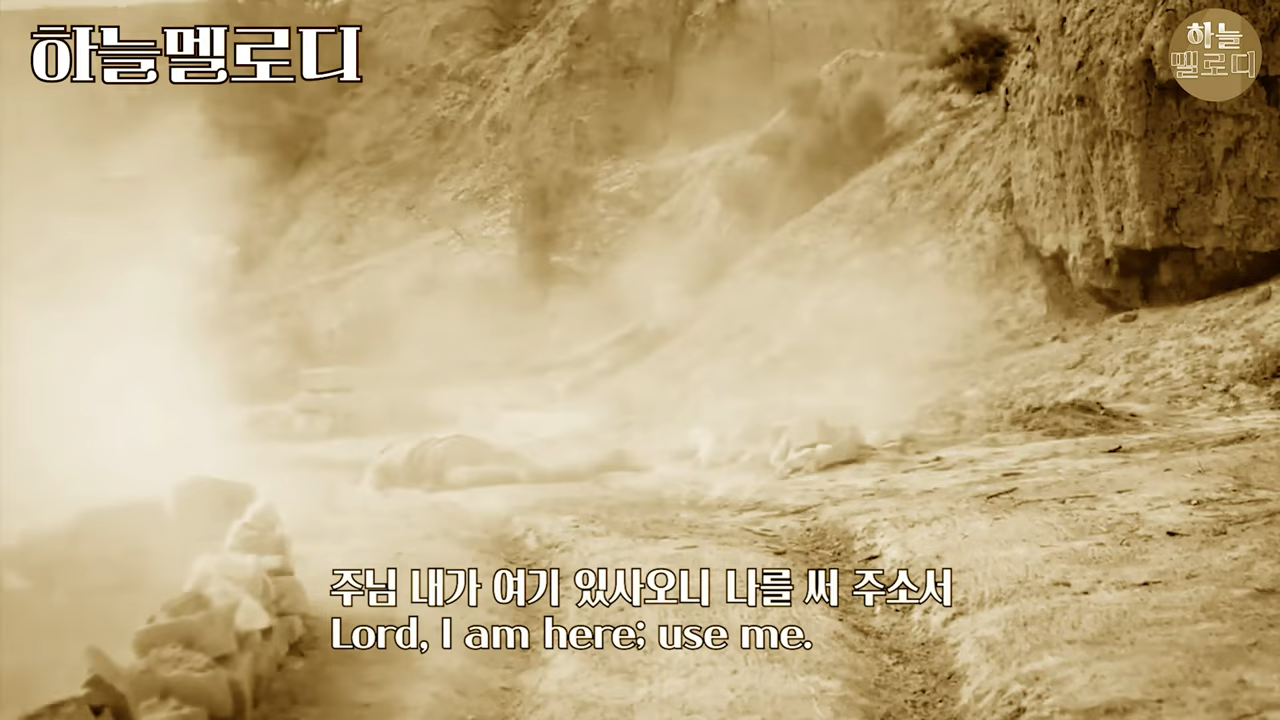 하늘멜로디
하늘
멜로디
주님 내가 여기 있사오니 나를 써 주소서
Lord, I am here; use me.